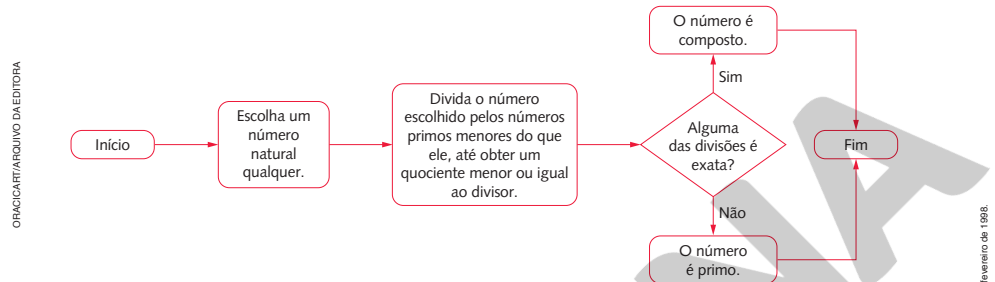 ORACICART/ARQUIVO DA EDITORA
Início
Escolha um
número
natural
qualquer.
Divida o número
escolhido pelos números
primos menores do que
ele, até obter um
quociente menor ou igual
ao divisor.
Alguma
das divisões é
exata?
Sim
O número é
composto.
Não
O número
é primo.
Fim
fevereiro de 1998.